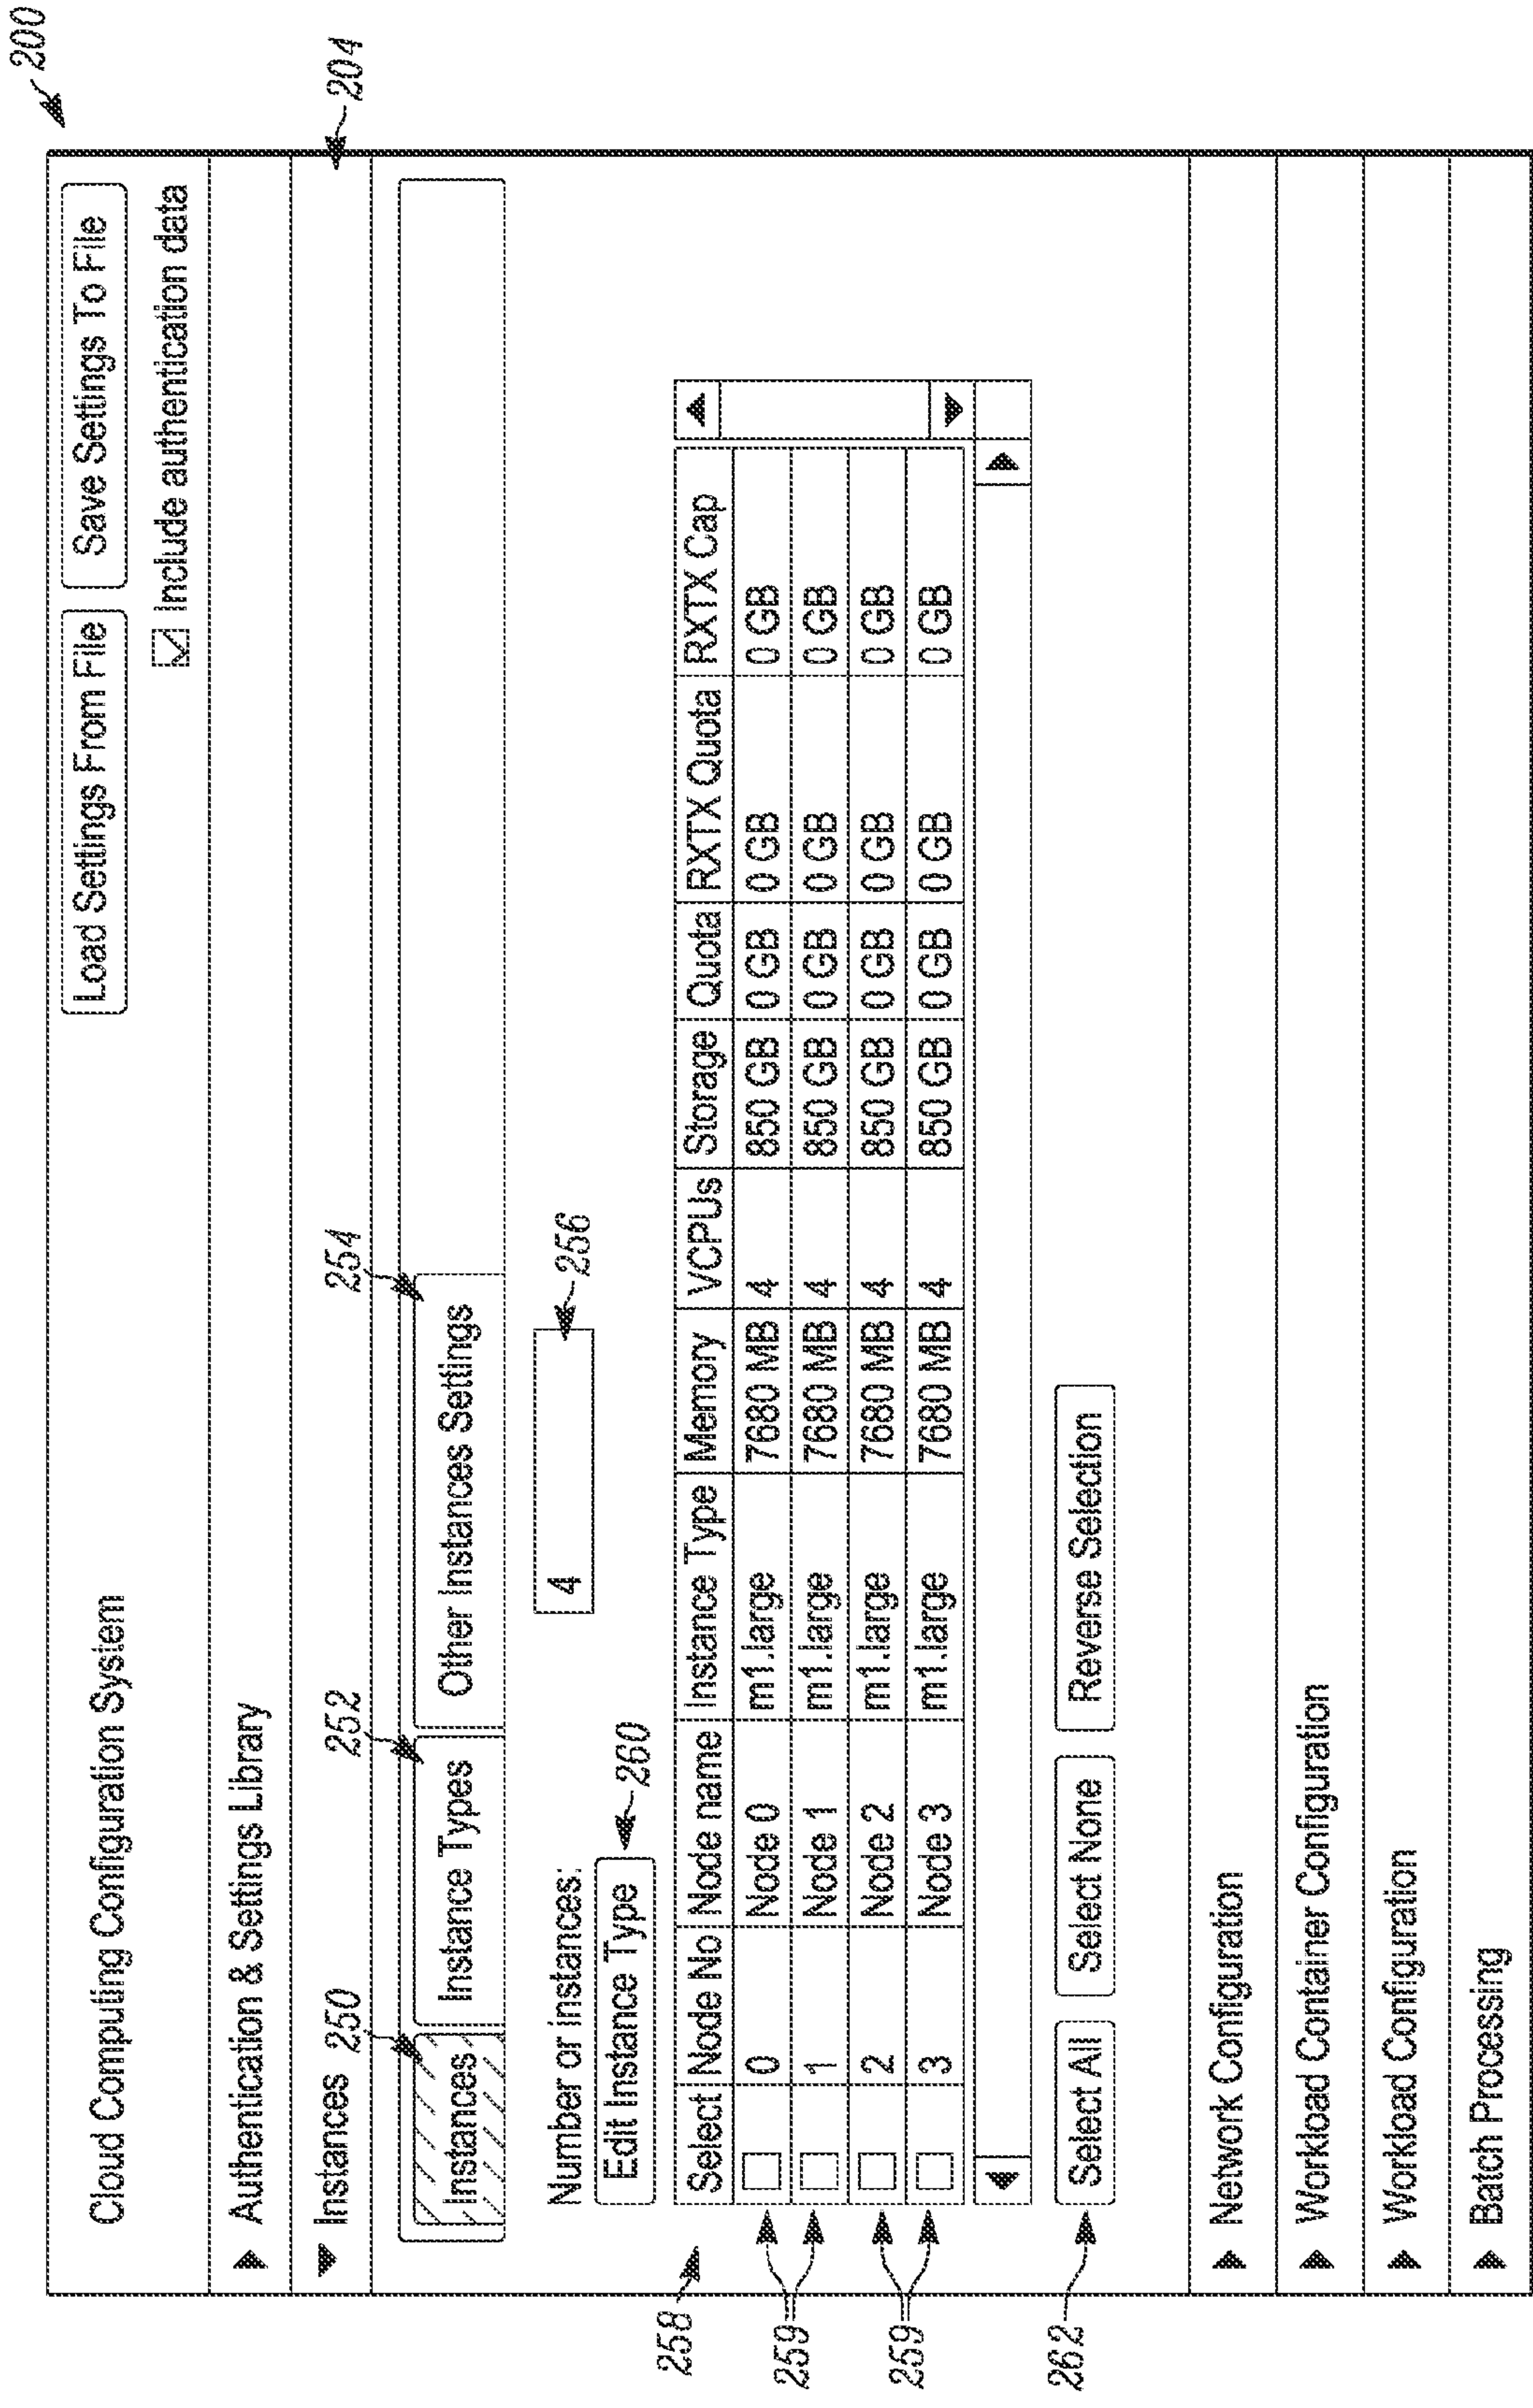 200
Cloud Computing Configuration System
Load Settings From File Save Settings To File
Include authentication data
Authentication & Settings Library
Instances 204
250 252 254
Instances Instance Types Other Instances Settings
Number or instances: 4 256
Edit Instance Type 260
258
Select Node No Node name Instance Type Memory VCPUs Storage Quota RXTX Quota RXTX Cap
0 Node 0 m1.large 7680 MB 4 850 GB 0 GB 0 GB 0 GB
259 1 Node 1 m1.large 7680 MB 4 850 GB 0 GB 0 GB 0 GB
2 Node 2 m1.large 7680 MB 4 850 GB 0 GB 0 GB 0 GB
259 3 Node 3 m1.large 7680 MB 4 850 GB 0 GB 0 GB 0 GB
262 Select All Select None Reverse Selection
Network Configuration
Workload Container Configuration
Workload Configuration
Batch Processing